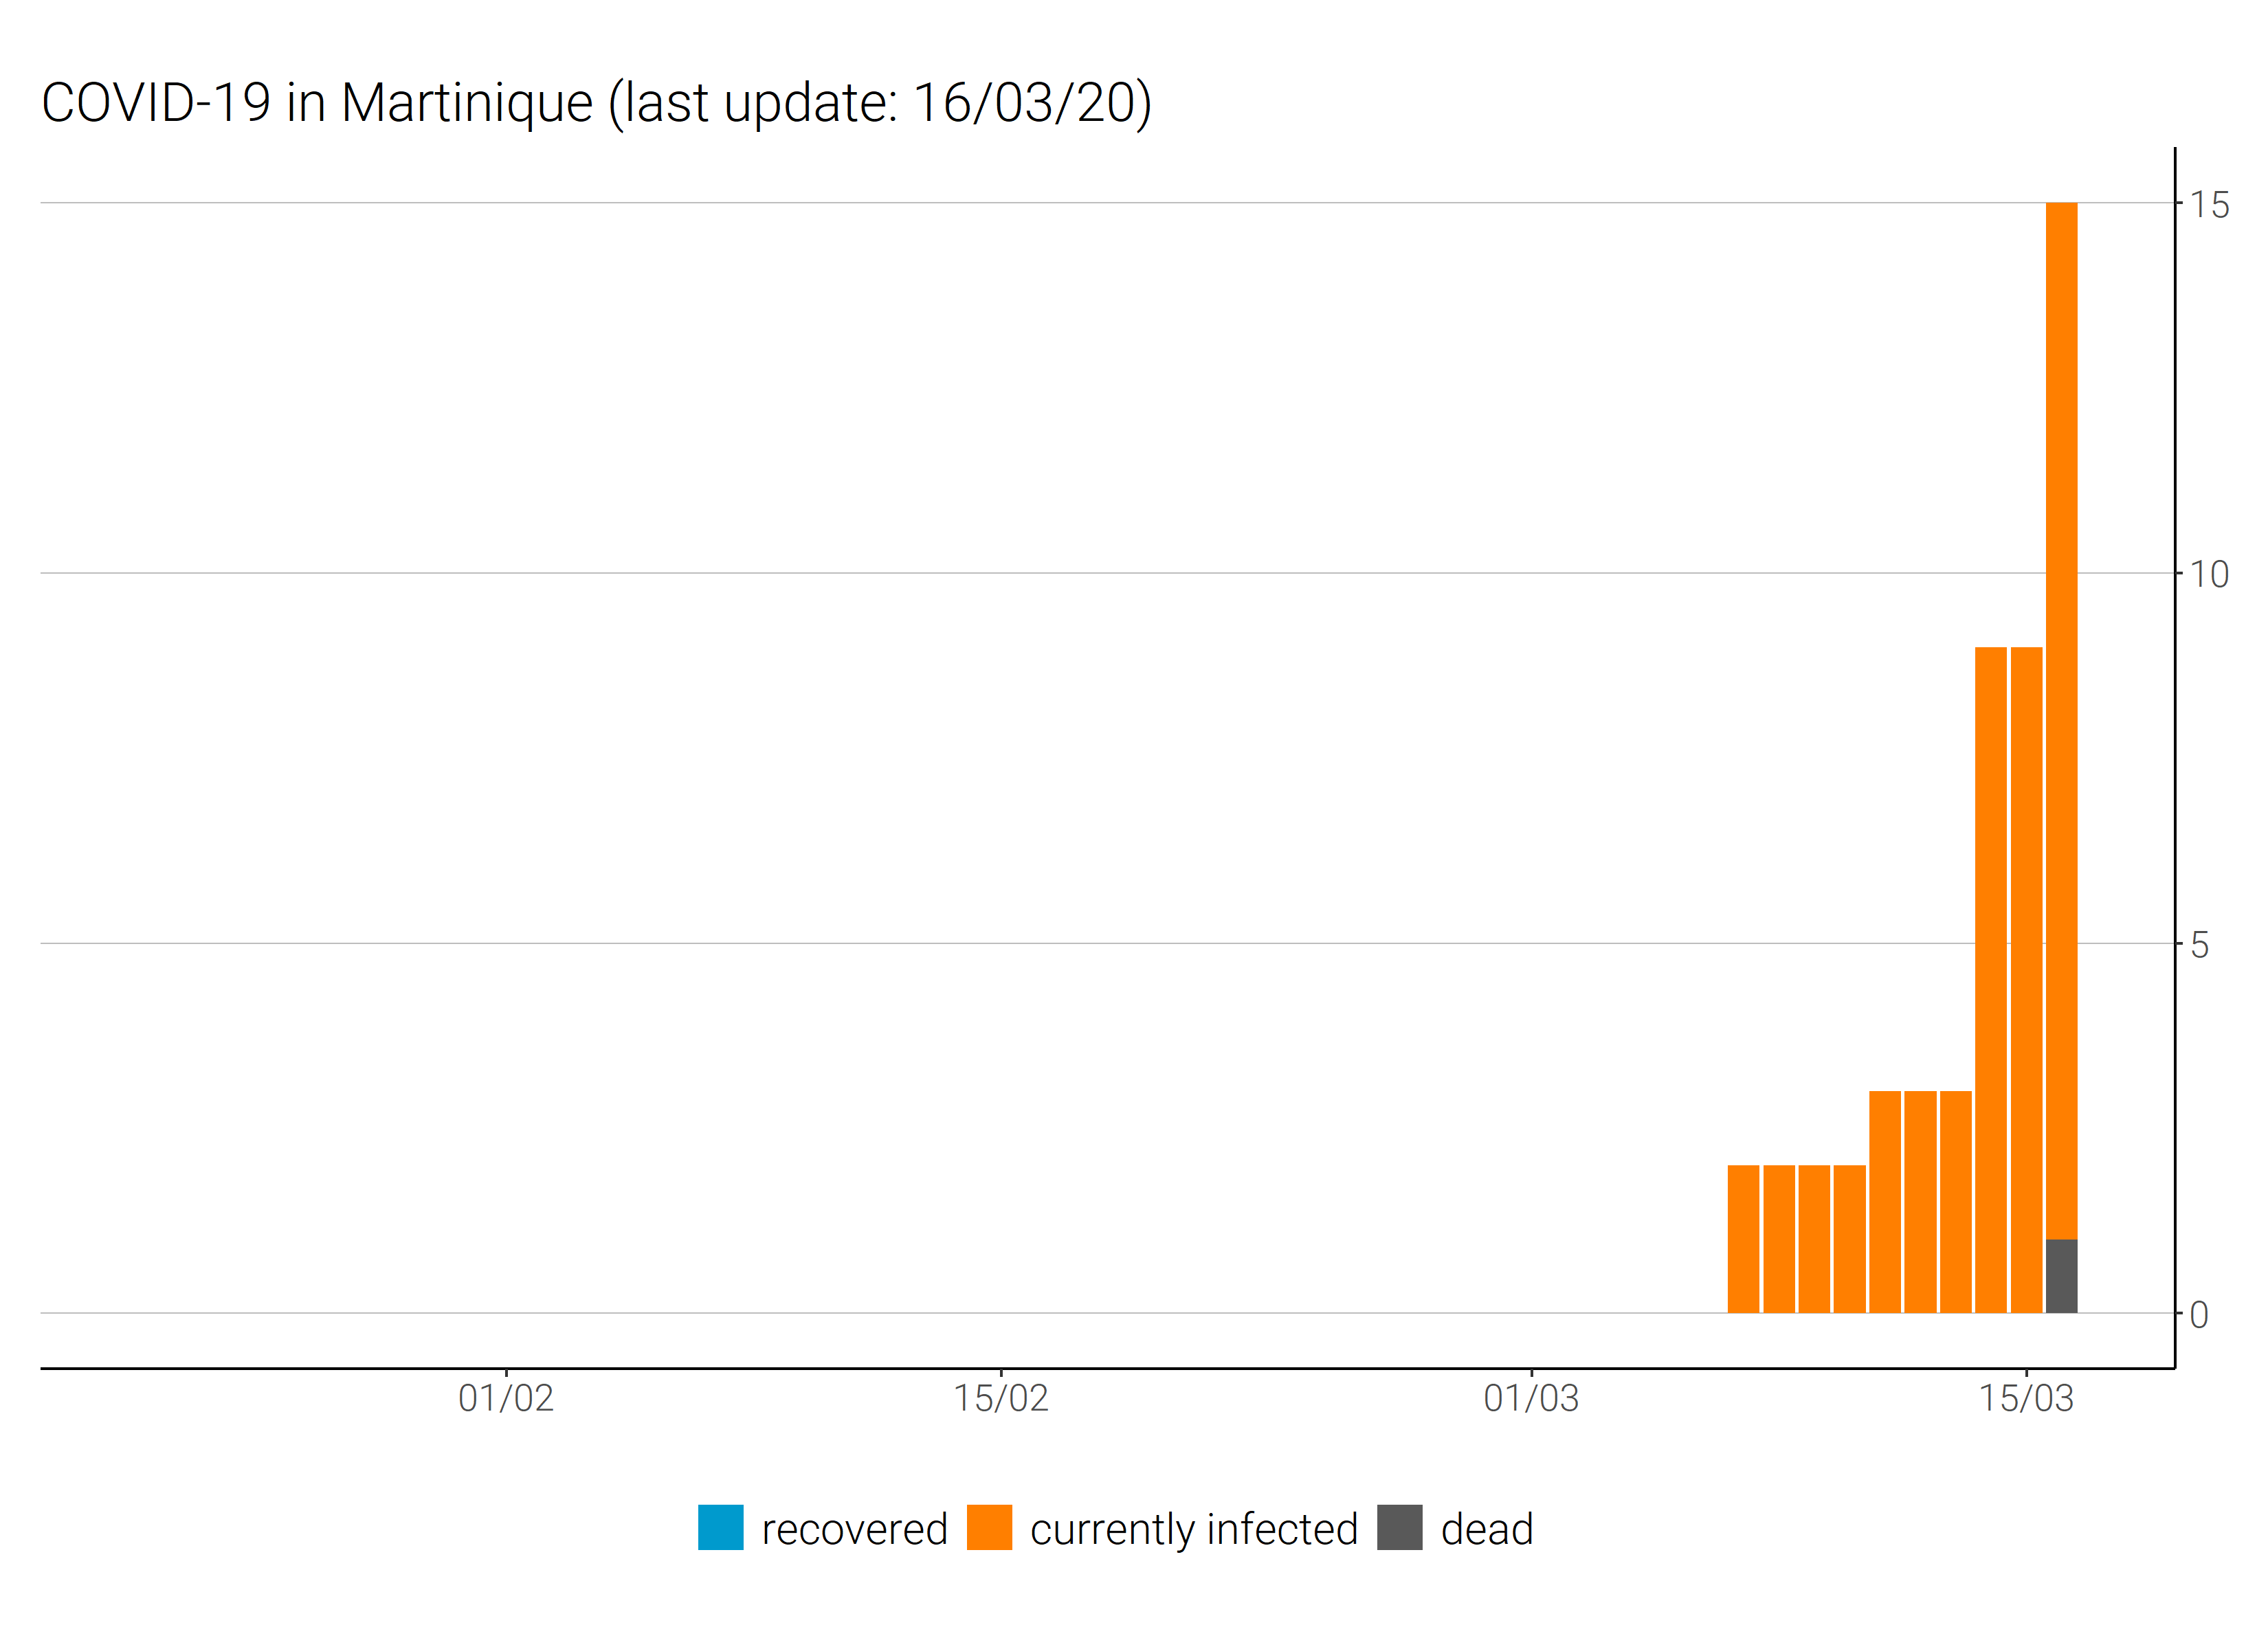 COVID-19 in Martinique (last update: 16/03/20)
15
10
5
0
01/02 15/02 01/03 15/03
recovered currently infected dead